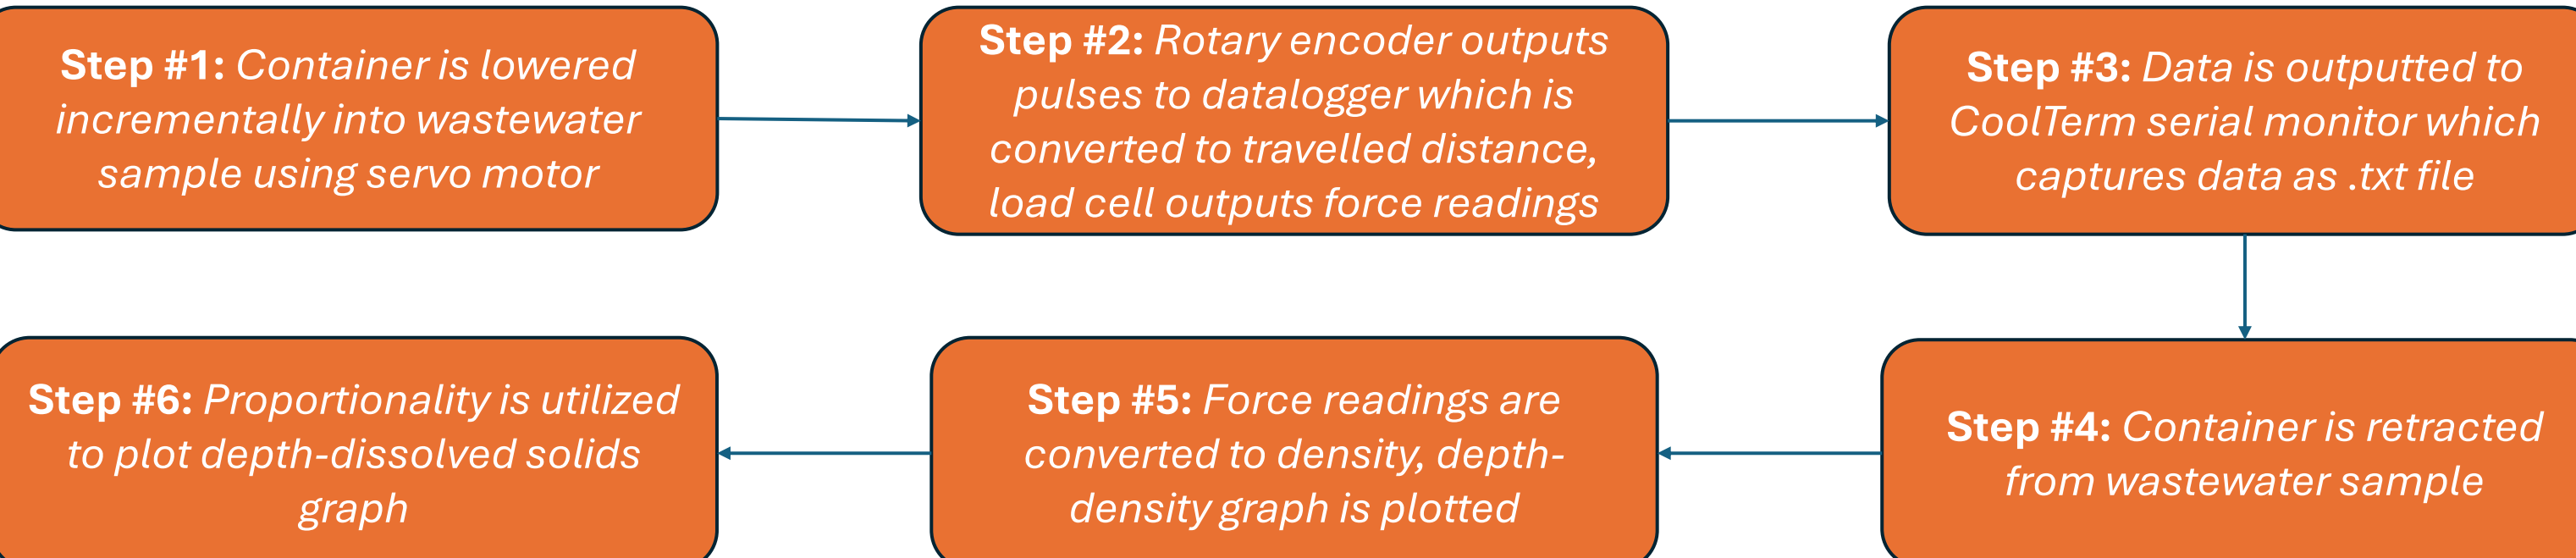 Step #1: Container is lowered
incrementally into wastewater
sample using servo motor
Step #2: Rotary encoder outputs
pulses to datalogger which is
converted to travelled distance,
load cell outputs force readings
Step #3: Data is outputted to
CoolTerm serial monitor which
captures data as .txt file
Step #4: Container is retracted
from wastewater sample
Step #5: Force readings are
converted to density, depth-
density graph is plotted
Step #6: Proportionality is utilized
to plot depth-dissolved solids
graph